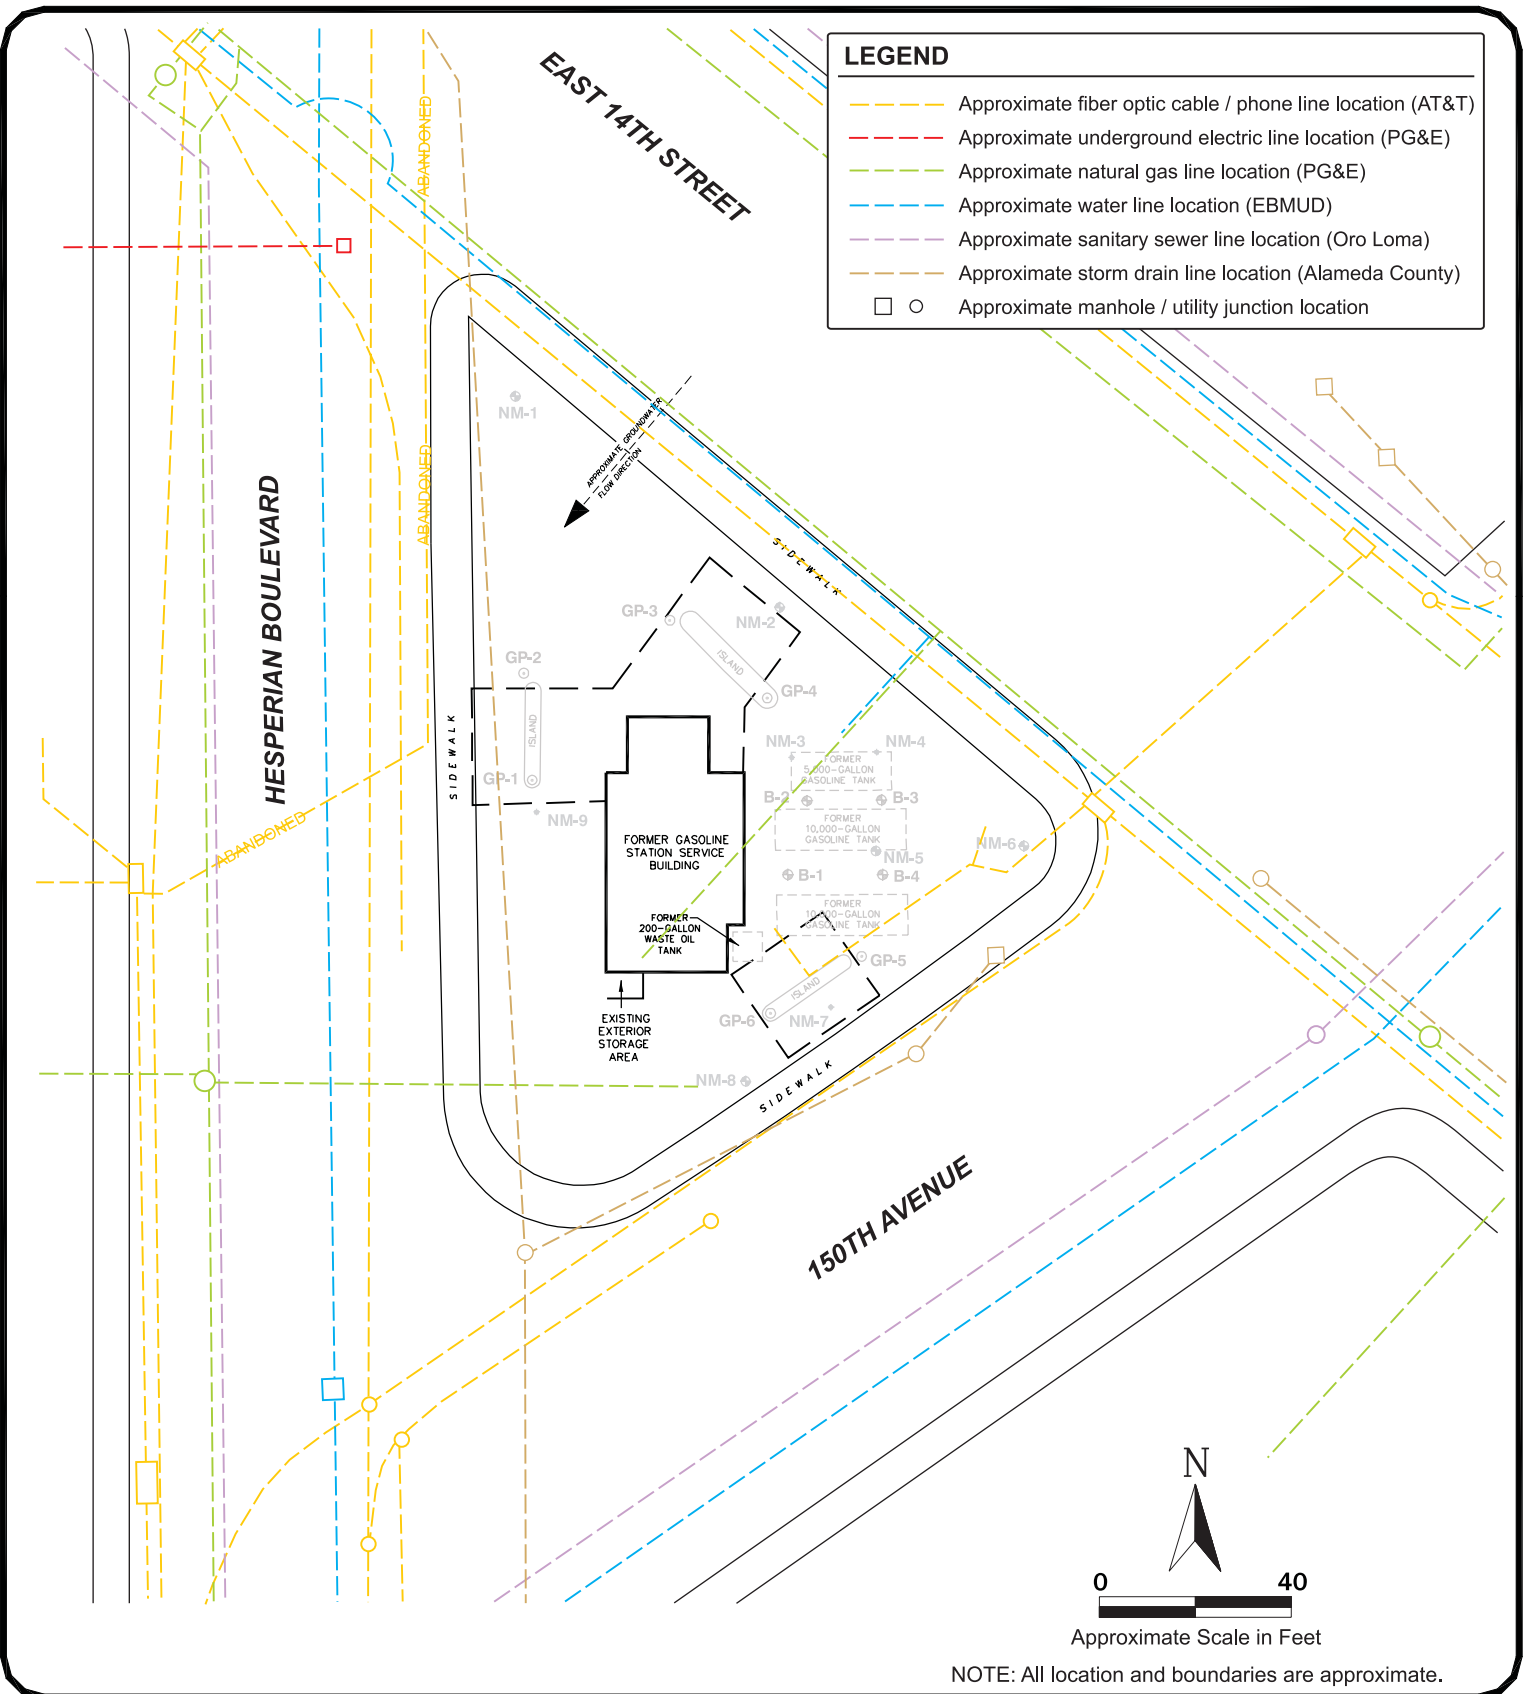 LEGEND
Approximate fiber optic cable / phone line location (AT&T)
Approximate underground electric line location (PG&E)
Approximate natural gas line location (PG&E)
Approximate water line location (EBMUD)
Approximate sanitary sewer line location (Oro Loma)
Approximate storm drain line location (Alameda County)
Approximate manhole / utility junction location
EAST 14TH STREET
ABANDONED
NM-1
APPROXIMATE GROUNDWATER
FLOW DIRECTION
ABANDONED
HESPERIAN BOULEVARD
SIDEWALK
GP-3
NM-2
ISLAND
GP-2
GP-4
SIDEWALK
ISLAND
GP-1
NM-9
NM-3
NM-4
FORMER
5,000-GALLON
GASOLINE TANK
B-2
B-3
FORMER
10,000-GALLON
GASOLINE TANK
NM-6
NM-5
B-1
B-4
FORMER
10,000-GALLON
GASOLINE TANK
ABANDONED
FORMER GASOLINE
STATION SERVICE
BUILDING
FORMER
200-GALLON
WASTE OIL
TANK
GP-5
ISLAND
GP-6
NM-7
EXISTING
EXTERIOR
STORAGE
AREA
NM-8
SIDEWALK
150TH AVENUE
N
0 40
Approximate Scale in Feet
NOTE: All location and boundaries are approximate.